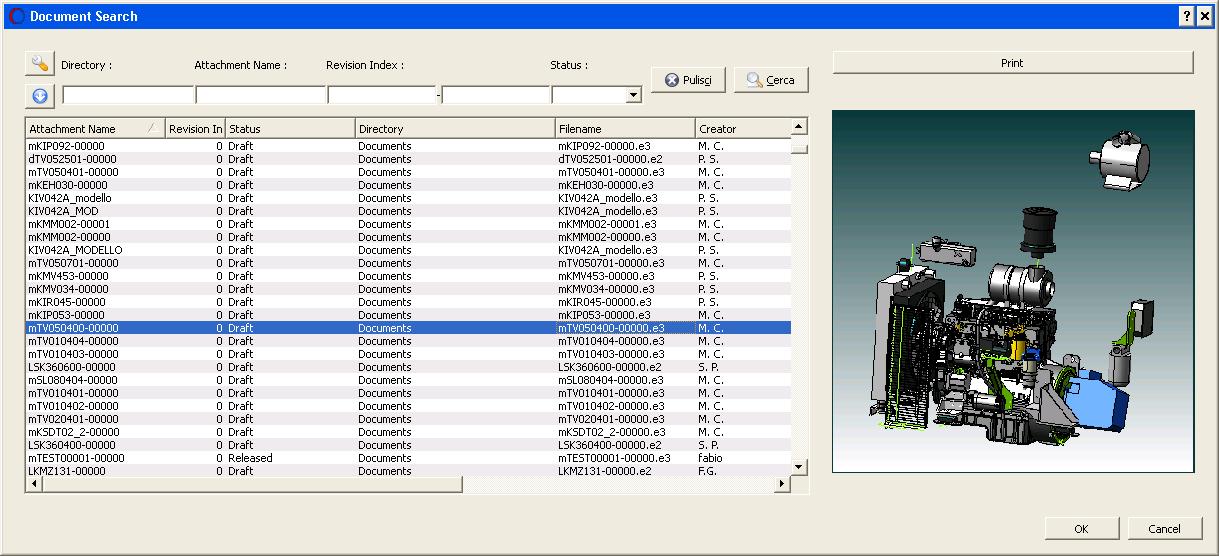 Document Search
Directory : Attachment Name : Revision Index : Status :
Pulisci Cerca
-
Print
Attachment Name Revision In Status Directory Filename Creator
mKIP092-00000 0 Draft Documents mKIP092-00000.e3 M. C.
dTV052501-00000 0 Draft Documents dTV052501-00000.e2 P. S.
mTV050401-00000 0 Draft Documents mTV050401-00000.e3 M. C.
mKEH030-00000 0 Draft Documents mKEH030-00000.e3 M. C.
KIV042A_modello 0 Draft Documents KIV042A_modello.e3 P. S.
KIV042A_MOD 0 Draft Documents KIV042A_modello.e3 P. S.
mKMM002-00001 0 Draft Documents mKMM002-00001.e3 M. C.
mKMM002-00000 0 Draft Documents mKMM002-00000.e3 M. C.
KIV042A_MODELLO 0 Draft Documents KIV042A_modello.e3 P. S.
mTV050701-00000 0 Draft Documents mTV050701-00000.e3 M. C.
mKMV453-00000 0 Draft Documents mKMV453-00000.e3 P. S.
mKMV034-00000 0 Draft Documents mKMV034-00000.e3 P. S.
mKIR045-00000 0 Draft Documents mKIR045-00000.e3 P. S.
mKIP053-00000 0 Draft Documents mKIP053-00000.e3 M. C.
mTV050400-00000 0 Draft Documents mTV050400-00000.e3 M. C.
mTV010404-00000 0 Draft Documents mTV010404-00000.e3 M. C.
mTV010403-00000 0 Draft Documents mTV010403-00000.e3 M. C.
LSK360600-00000 0 Draft Documents LSK360600-00000.e2 S. P.
mSL080404-00000 0 Draft Documents mSL080404-00000.e3 M. C.
mTV010401-00000 0 Draft Documents mTV010401-00000.e3 M. C.
mTV010402-00000 0 Draft Documents mTV010402-00000.e3 M. C.
mTV020401-00000 0 Draft Documents mTV020401-00000.e3 M. C.
mKSDT02_2-00000 0 Draft Documents mKSDT02_2-00000.e3 M. C.
LSK360400-00000 0 Draft Documents LSK360400-00000.e2 S. P.
mTEST00001-00000 0 Released Documents mTEST00001-00000.e3 fabio
LKMZ131-00000 0 Draft Documents LKMZ131-00000.e2 F.G.
OK Cancel